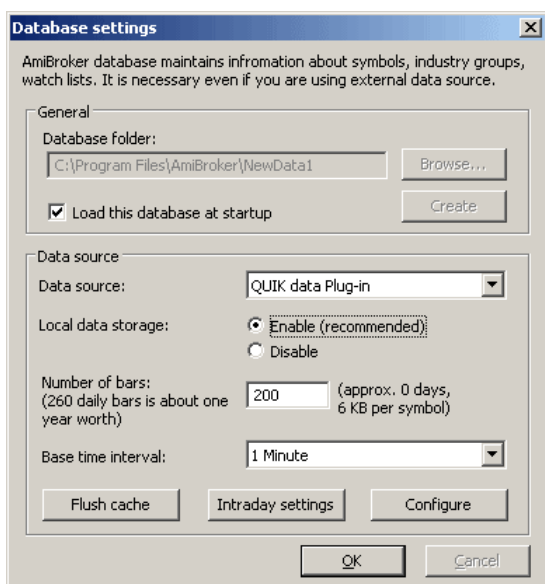 Database settings
AmiBroker database maintains infromation about symbols, industry groups,
watch lists. It is necessary even if you are using external data source.
General
Database folder:
C:\Program Files\AmiBroker\NewData1
Browse...
Load this database at startup
Create
Data source
Data source:
QUIK data Plug-in
Local data storage:
Enable (recommended)
Disable
Number of bars:
(260 daily bars is about one
year worth)
200
(approx. 0 days,
6 KB per symbol)
Base time interval:
1 Minute
Flush cache
Intraday settings
Configure
OK
Cancel